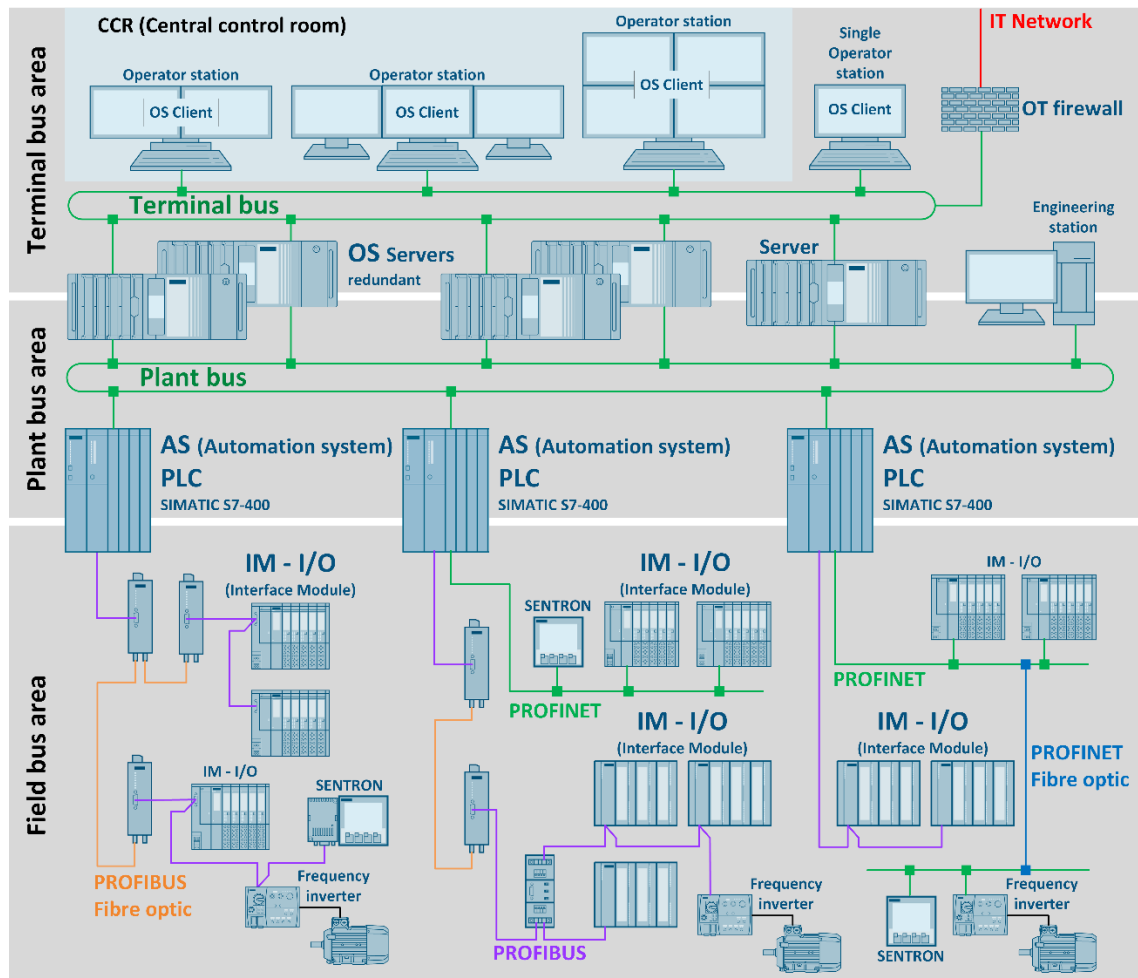 CCR (Central control room)
Operator station
OS Client
Operator station
OS Client
Operator station
OS Client
Single
Operator
station
OS Client
IT Network
OT firewall
Terminal bus area
Terminal bus
OS Servers
redundant
Server
Engineering
station
Plant bus area
Plant bus
AS (Automation system)
PLC
SIMATIC S7-400
AS (Automation system)
PLC
SIMATIC S7-400
AS (Automation system)
PLC
SIMATIC S7-400
Field bus area
IM - I/O
(Interface Module)
SENTRON
IM - I/O
(Interface Module)
IM - I/O
PROFINET
PROFINET
IM - I/O
(Interface Module)
IM - I/O
(Interface Module)
PROFINET
Fibre optic
IM - I/O
SENTRON
PROFIBUS
Fibre optic
Frequency
inverter
PROFIBUS
Frequency
inverter
SENTRON
Frequency
inverter